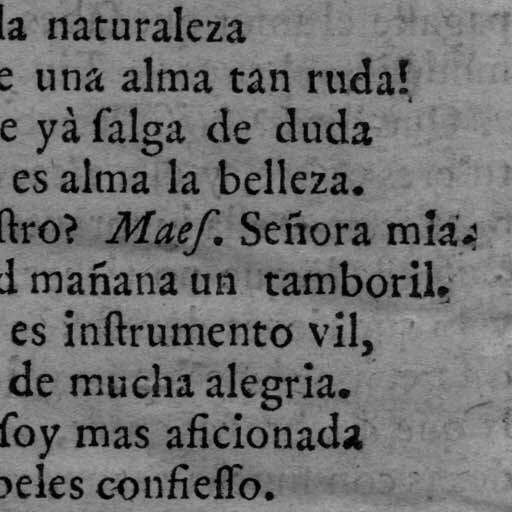 la naturaleza
e una alma tan ruda!
e yà ſalga de duda
es alma la belleza.
ſtro? Maeſ. Señora mia.
d mañana un tamboril.
es inſtrumento vil,
de mucha alegria.
ſoy mas aficionada
peles confieſſo.